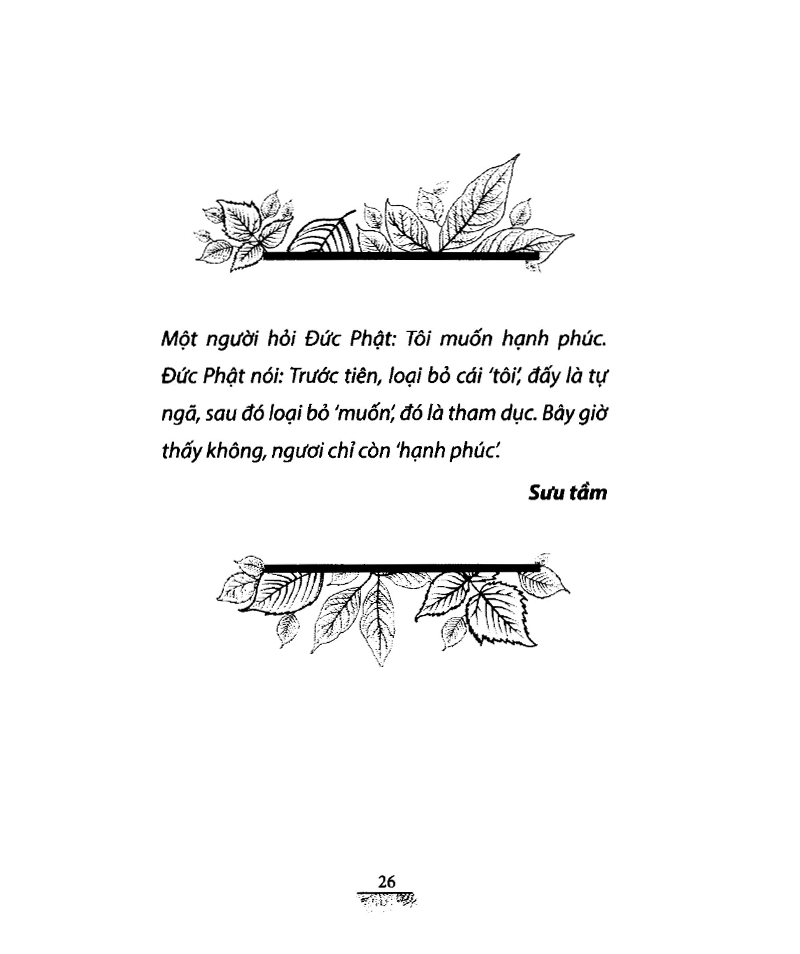 Một người hỏi Đức Phật: Tôi muốn hạnh phúc.
Đức Phật nói: Trước tiên, loại bỏ cái 'tôi', đấy là tự
ngã, sau đó loại bỏ 'muốn', đó là tham dục. Bây giờ
thấy không, ngươi chỉ còn 'hạnh phúc'.
Sưu tầm
26